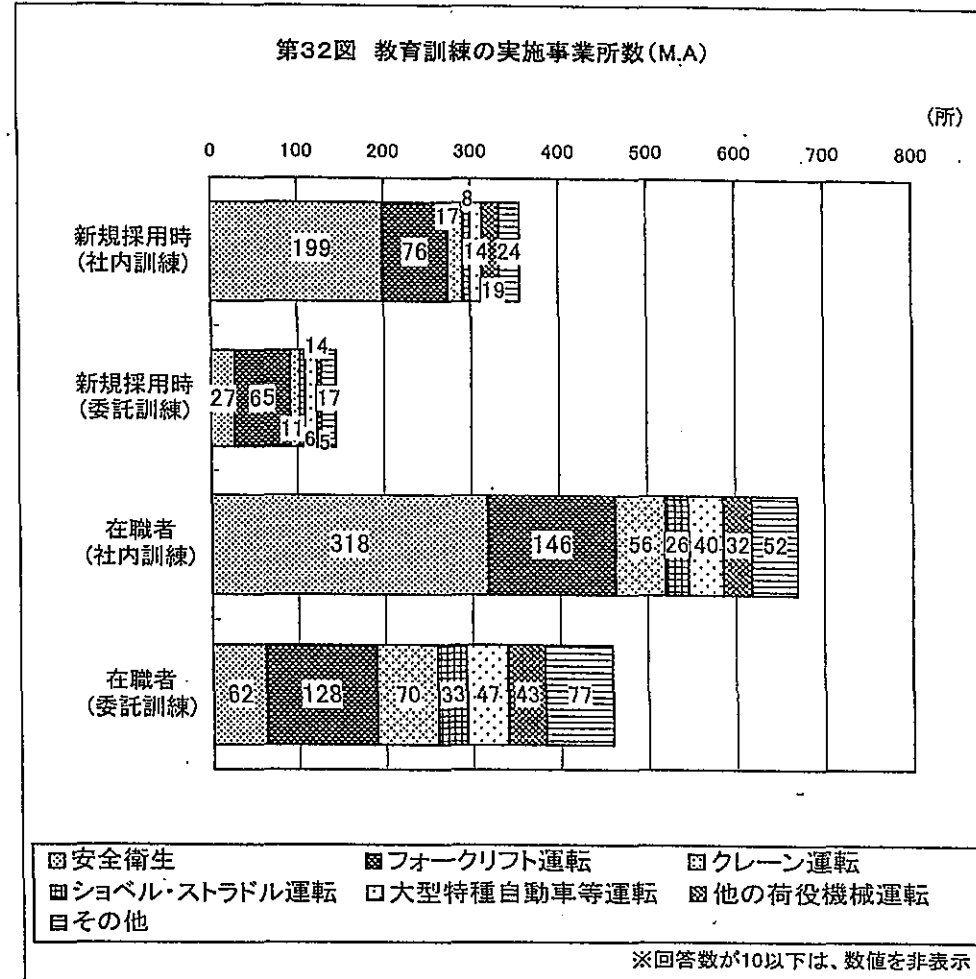 第32図 教育訓練の実施事業所数(M.A)
(所)
0 100 200 300 400 500 600 700 800
新規採用時
(社内訓練)
199 76 17 8 14 19 24
新規採用時
(委託訓練)
27 65 11 6 14 5 17
在職者
(社内訓練)
318 146 56 26 40 32 52
在職者
(委託訓練)
62 128 70 33 47 43 77
安全衛生 フォークリフト運転 クレーン運転
ショベル・ストラドル運転 大型特種自動車等運転 他の荷役機械運転
その他
※回答数が10以下は、数値を非表示